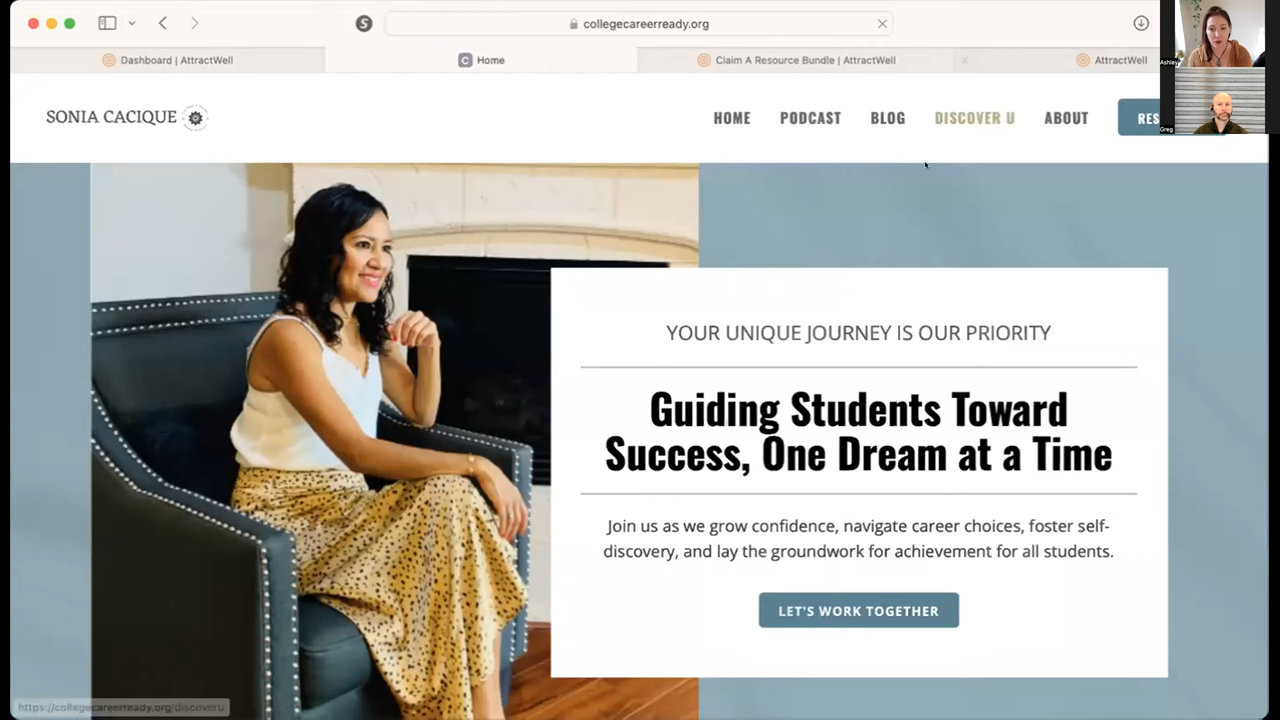 collegecareerready.org
Dashboard | AttractWell
C Home
Claim A Resource Bundle | AttractWell
AttractWell
Ashley
Greg
SONIA CACIQUE
HOME PODCAST BLOG DISCOVER U ABOUT RES
YOUR UNIQUE JOURNEY IS OUR PRIORITY
Guiding Students Toward
Success, One Dream at a Time
Join us as we grow confidence, navigate career choices, foster self-
discovery, and lay the groundwork for achievement for all students.
LET'S WORK TOGETHER
https://collegecareerready.org/discoveru